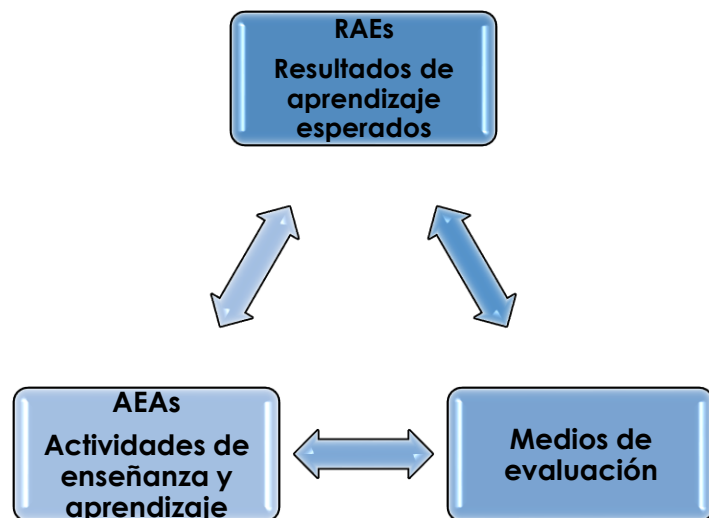 RAEs
Resultados de
aprendizaje
esperados
AEAs
Actividades de
enseñanza y
aprendizaje
Medios de
evaluación